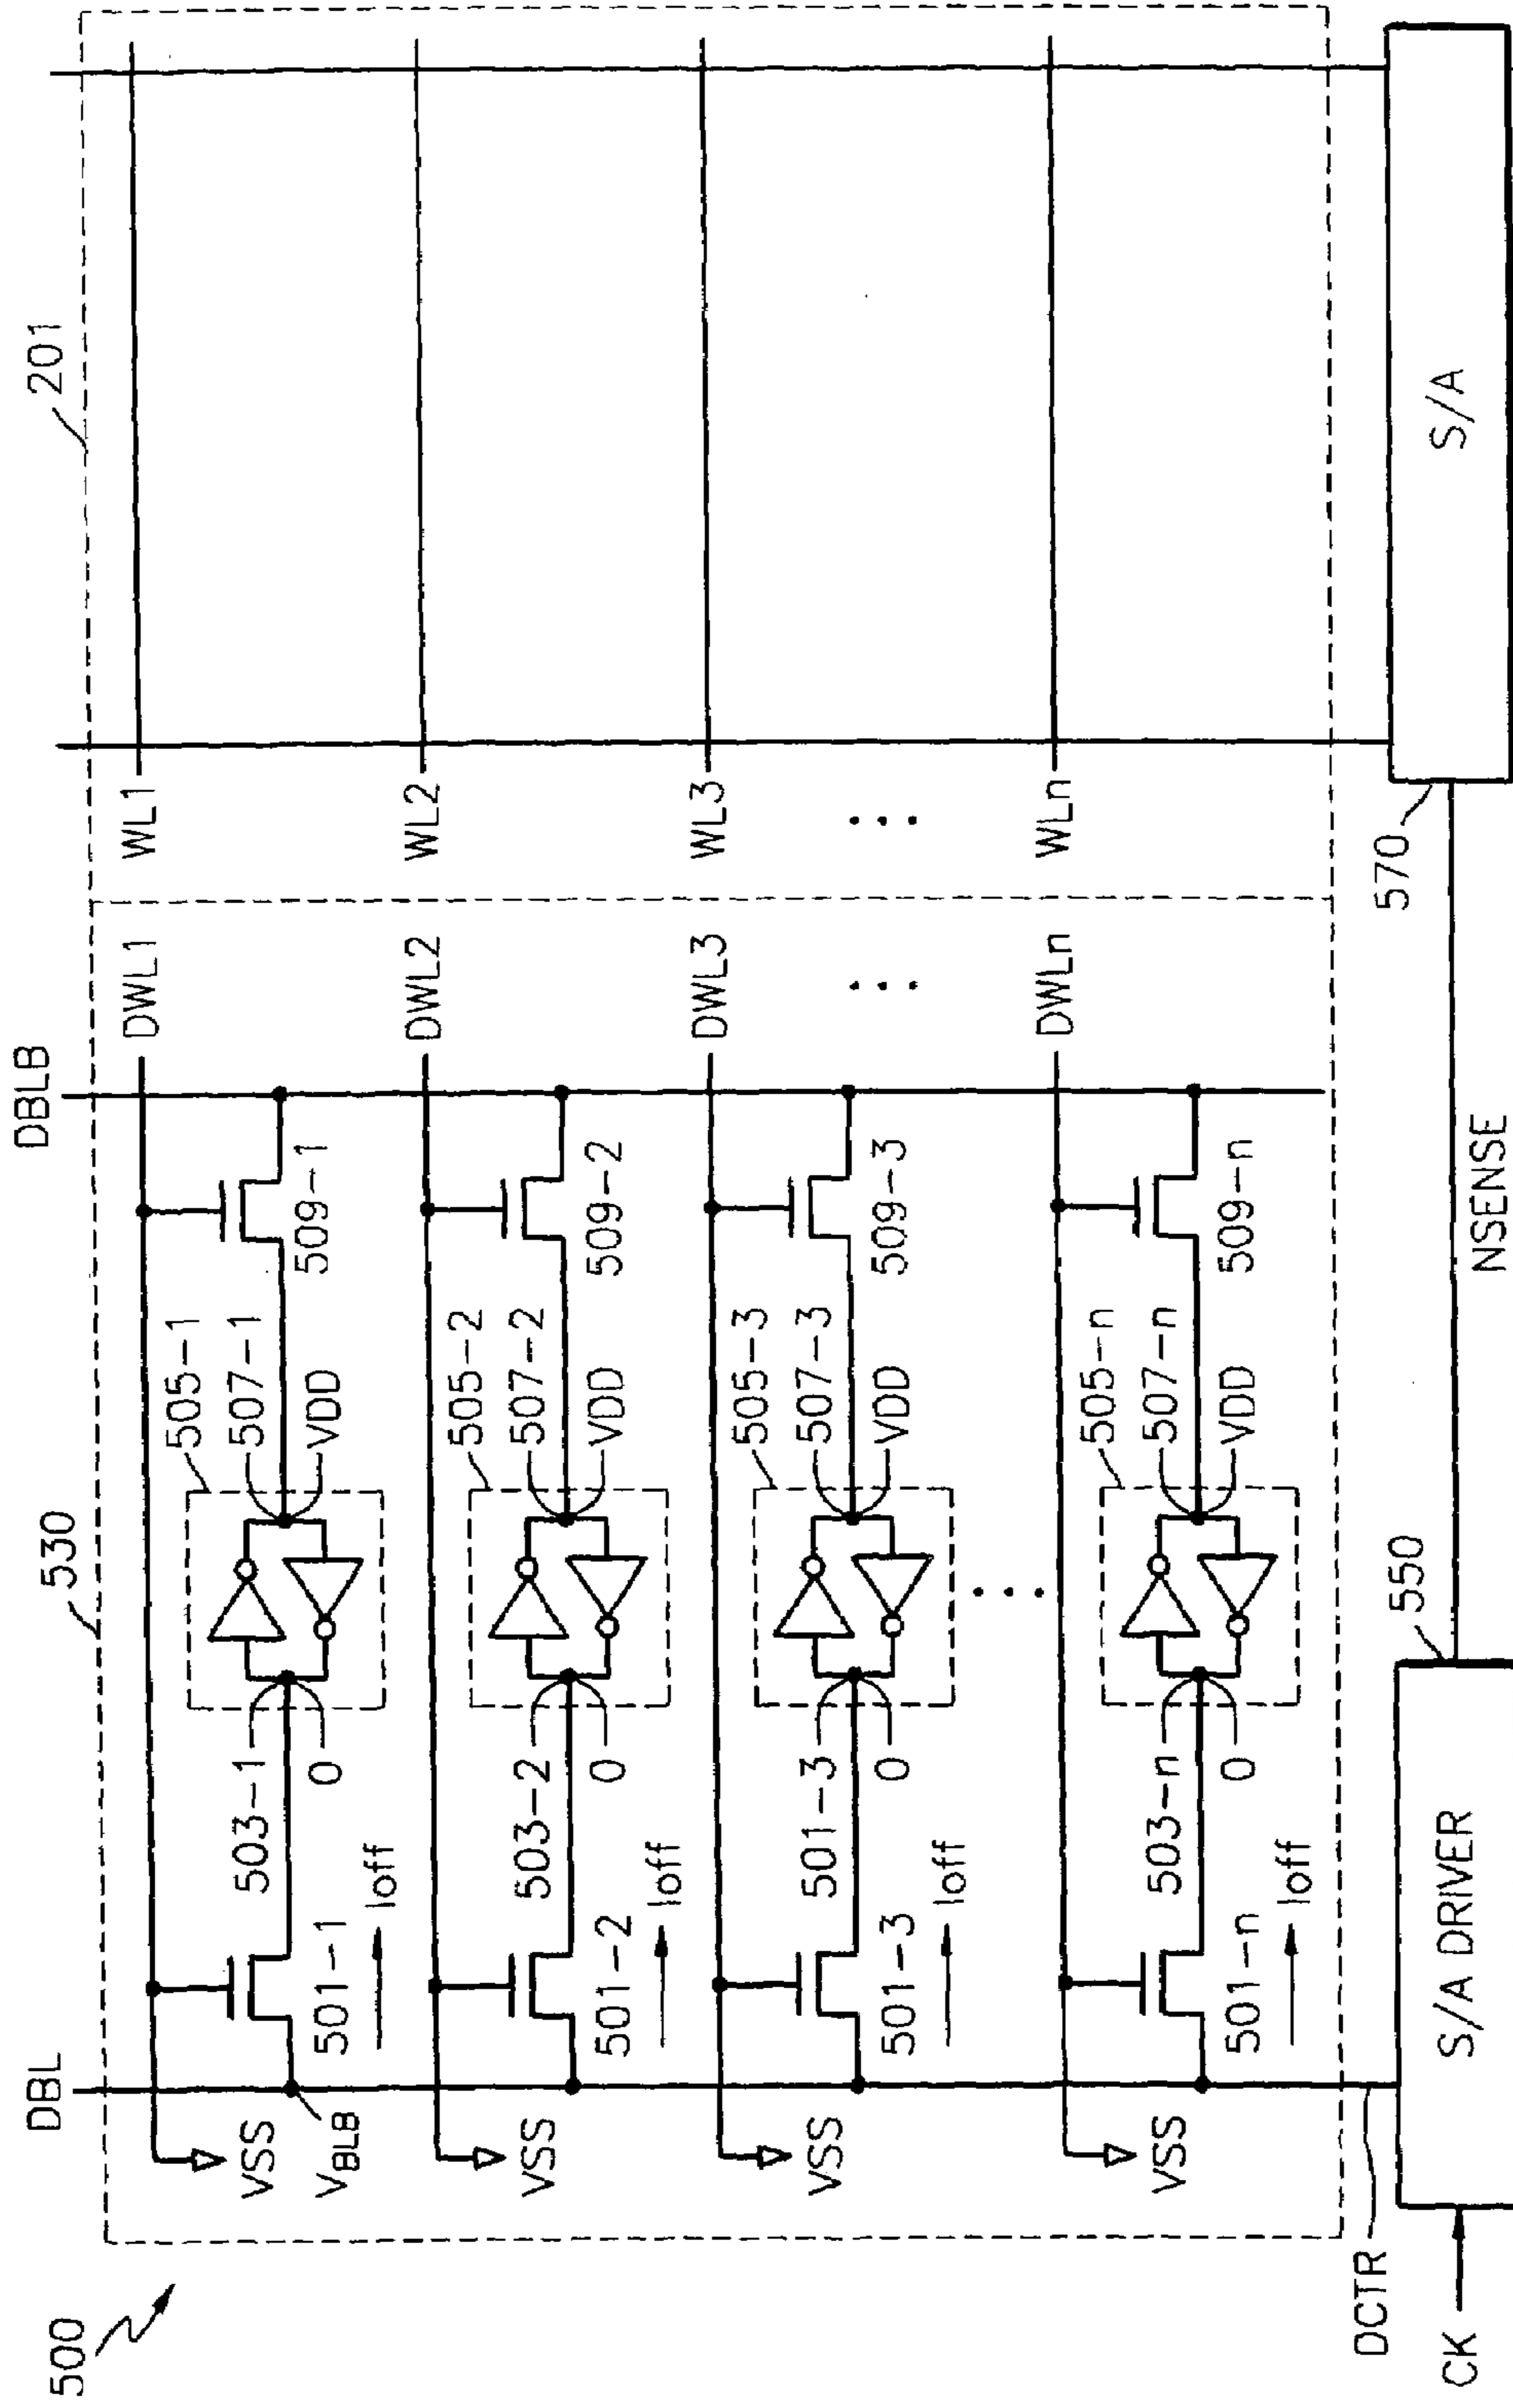 500
530
201
DBL
DBLB
DWL1
WL1
505-1
503-1
507-1
VSS
VBLB
501-1
0
VDD
509-1
Ioff
DWL2
WL2
505-2
503-2
507-2
VSS
501-2
0
VDD
509-2
Ioff
DWL3
WL3
505-3
501-3
507-3
VSS
501-3
0
VDD
509-3
Ioff
DWLn
WLn
505-n
503-n
507-n
VSS
501-n
0
VDD
509-n
Ioff
DCTR
550
570
CK
S/A DRIVER
NSENSE
S/A